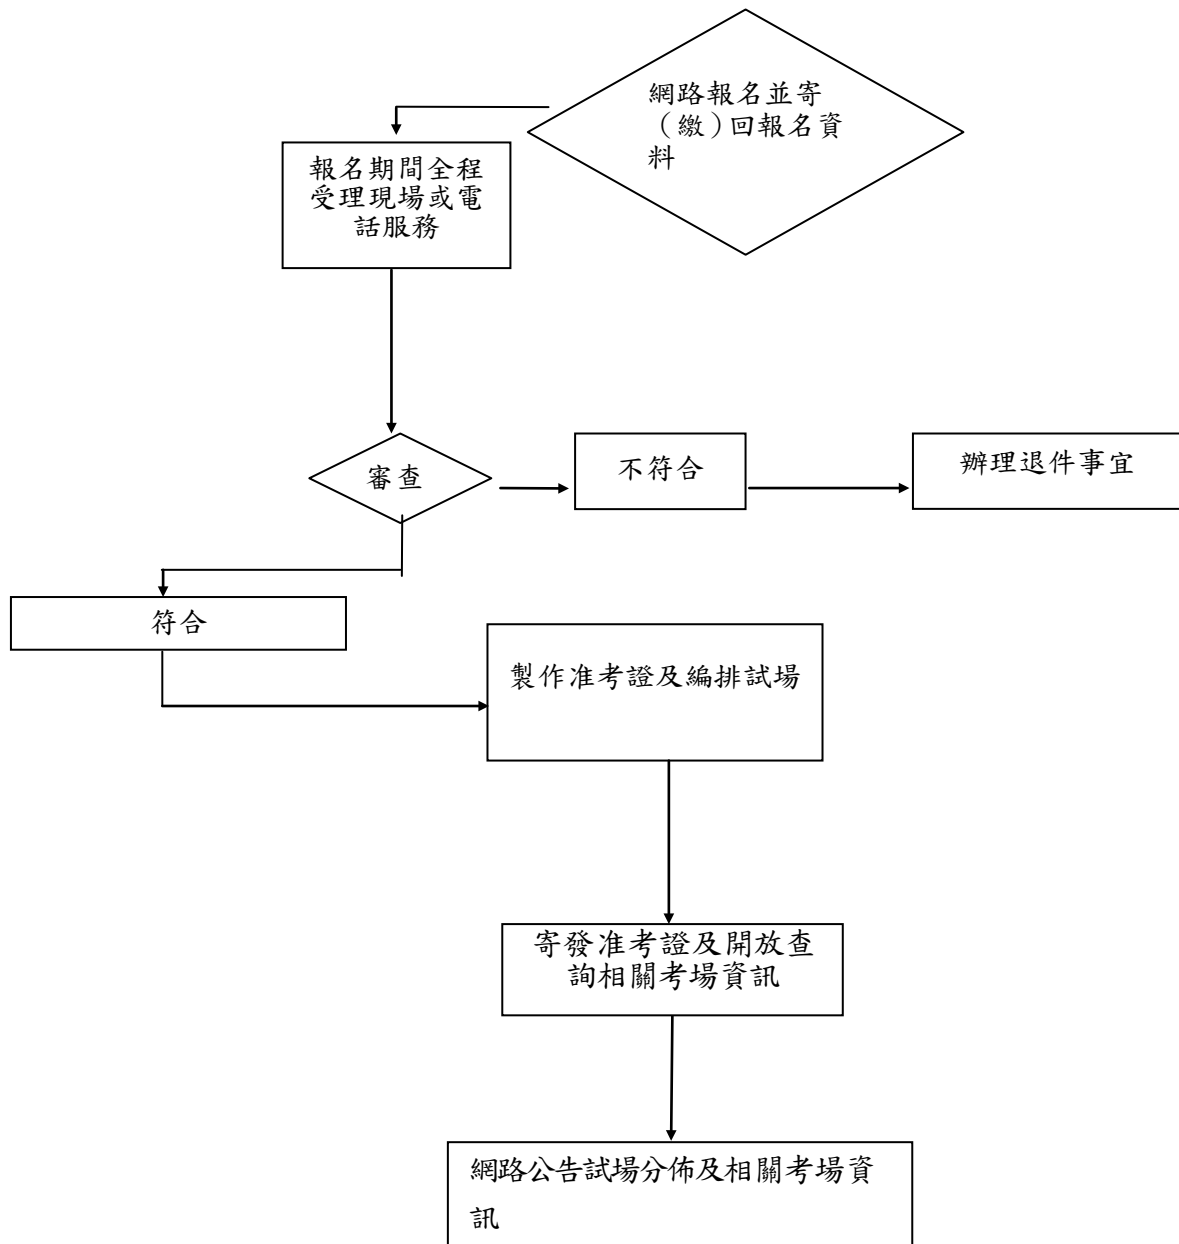 網路報名並寄
（繳）回報名資
料
報名期間全程
受理現場或電
話服務
審查
不符合
辦理退件事宜
符合
製作准考證及編排試場
寄發准考證及開放查
詢相關考場資訊
網路公告試場分佈及相關考場資
訊